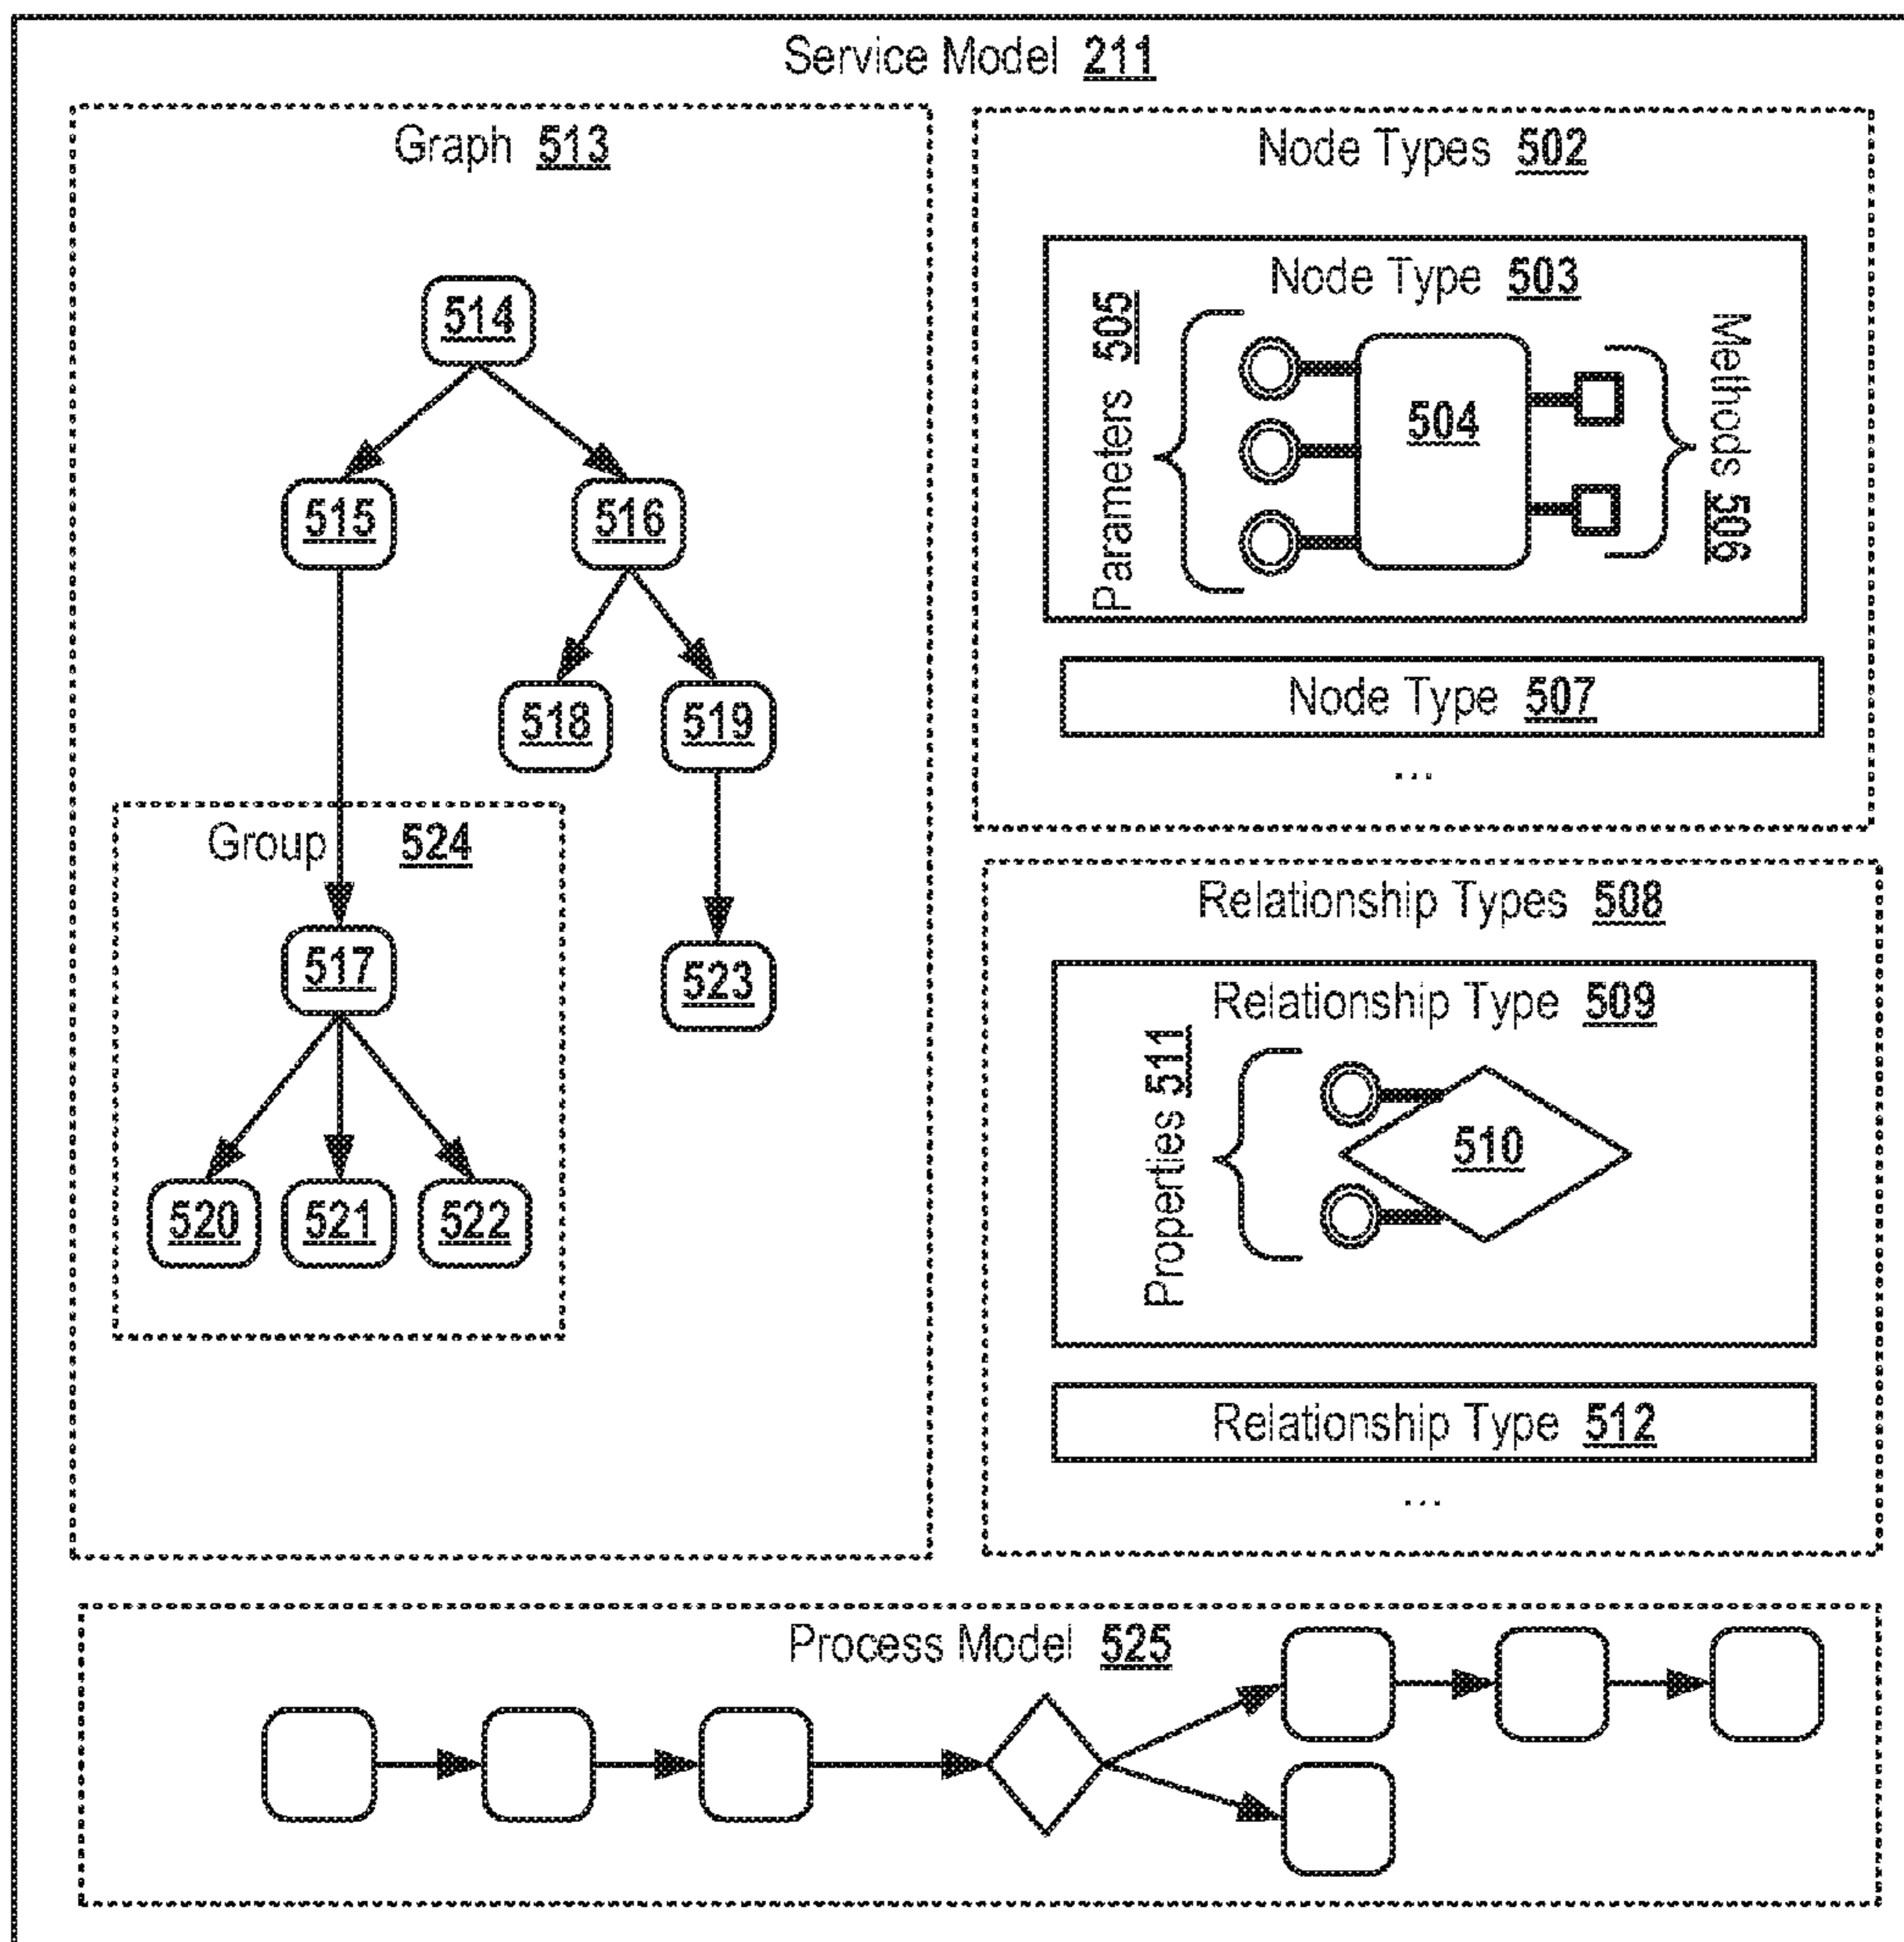 Service Model 211
Graph 513
514
515 516
518 519
Group 524
517
523
520 521 522
Node Types 502
Node Type 503
Parameters 505
504
Methods 506
Node Type 507
...
Relationship Types 508
Relationship Type 509
Properties 511
510
Relationship Type 512
...
Process Model 525